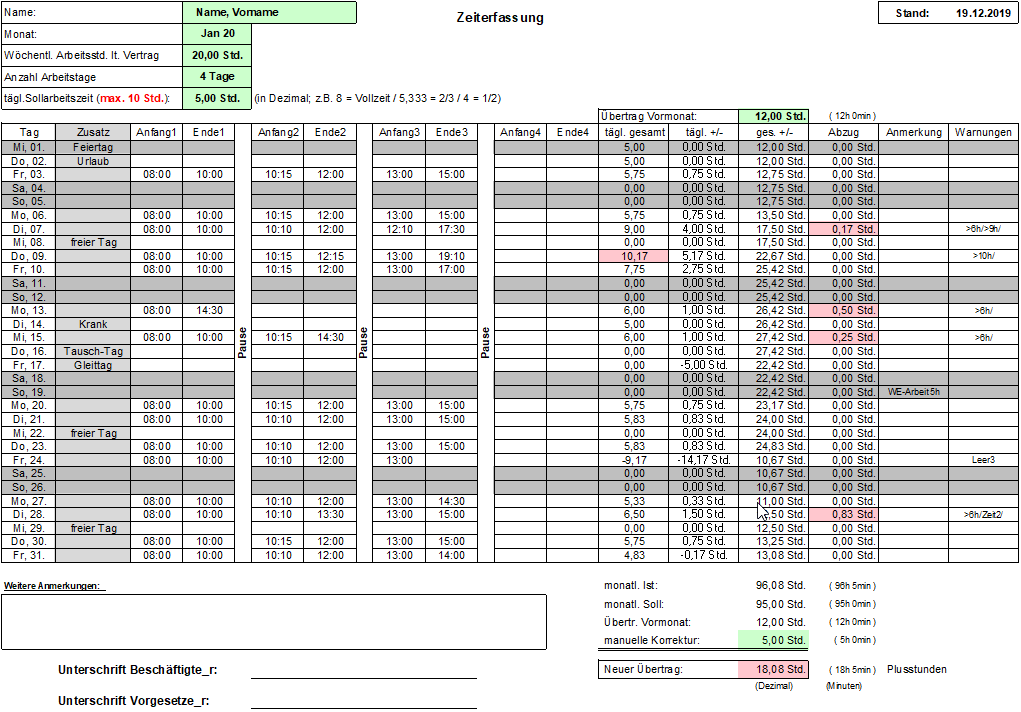 Name: Name, Vorname Zeiterfassung Stand: 19.12.2019
Monat: Jan 20
Wöchentl. Arbeitsstd. lt. Vertrag 20,00 Std.
Anzahl Arbeitstage 4 Tage
tägl.Sollarbeitszeit (max. 10 Std.): 5,00 Std. (in Dezimal; z.B. 8 = Vollzeit / 5,333 = 2/3 / 4 = 1/2)
Übertrag Vormonat: 12,00 Std. ( 12h 0min )
Tag Zusatz Anfang1 Ende1 Anfang2 Ende2 Anfang3 Ende3 Anfang4 Ende4 tägl. gesamt tägl. +/- ges. +/- Abzug Anmerkung Warnungen
Mi, 01. Feiertag 5,00 0,00 Std. 12,00 Std. 0,00 Std.
Do, 02. Urlaub 5,00 0,00 Std. 12,00 Std. 0,00 Std.
Fr, 03. 08:00 10:00 10:15 12:00 13:00 15:00 5,75 0,75 Std. 12,75 Std. 0,00 Std.
Sa, 04. 0,00 0,00 Std. 12,75 Std. 0,00 Std.
So, 05. 0,00 0,00 Std. 12,75 Std. 0,00 Std.
Mo, 06. 08:00 10:00 10:15 12:00 13:00 15:00 5,75 0,75 Std. 13,50 Std. 0,00 Std.
Di, 07. 08:00 10:00 10:15 12:00 12:10 17:30 9,00 4,00 Std. 17,50 Std. 0,17 Std. >6h/>9h/
Mi, 08. freier Tag 0,00 0,00 Std. 17,50 Std. 0,00 Std.
Do, 09. 08:00 10:00 10:15 12:15 13:00 19:10 10,17 5,17 Std. 22,67 Std. 0,00 Std. >10h/
Fr, 10. 08:00 10:00 10:15 12:00 13:00 17:00 7,75 2,75 Std. 25,42 Std. 0,00 Std.
Sa, 11. 0,00 0,00 Std. 25,42 Std. 0,00 Std.
So, 12. 0,00 0,00 Std. 25,42 Std. 0,00 Std.
Mo, 13. 08:00 14:30 6,00 1,00 Std. 26,42 Std. 0,50 Std. >6h/
Di, 14. Krank 5,00 0,00 Std. 26,42 Std. 0,00 Std.
Mi, 15. 08:00 10:00 10:15 14:30 6,00 1,00 Std. 27,42 Std. 0,25 Std. >6h/
Pause Pause Pause
Do, 16. Tausch-Tag 0,00 0,00 Std. 27,42 Std. 0,00 Std.
Fr, 17. Gleittag 0,00 -5,00 Std. 22,42 Std. 0,00 Std.
Sa, 18. 0,00 0,00 Std. 22,42 Std. 0,00 Std.
So, 19. 0,00 0,00 Std. 22,42 Std. 0,00 Std. WE-Arbeit 5h
Mo, 20. 08:00 10:00 10:15 12:00 13:00 15:00 5,75 0,75 Std. 23,17 Std. 0,00 Std.
Di, 21. 08:00 10:00 10:10 12:00 13:00 15:00 5,83 0,83 Std. 24,00 Std. 0,00 Std.
Mi, 22. freier Tag 0,00 0,00 Std. 24,00 Std. 0,00 Std.
Do, 23. 08:00 10:00 10:10 12:00 13:00 15:00 5,83 0,83 Std. 24,83 Std. 0,00 Std.
Fr, 24. 08:00 10:00 10:10 12:00 13:00 -9,17 -14,17 Std. 10,67 Std. 0,00 Std. Leer3
Sa, 25. 0,00 0,00 Std. 10,67 Std. 0,00 Std.
So, 26. 0,00 0,00 Std. 10,67 Std. 0,00 Std.
Mo, 27. 08:00 10:00 10:10 12:00 13:00 14:30 5,33 0,33 Std. 11,00 Std. 0,00 Std.
Di, 28. 08:00 10:00 10:10 13:30 13:00 15:00 6,50 1,50 Std. ,50 Std. 0,83 Std. >6h/Zeit2/
Mi, 29. freier Tag 0,00 0,00 Std. 12,50 Std. 0,00 Std.
Do, 30. 08:00 10:00 10:15 12:00 13:00 15:00 5,75 0,75 Std. 13,25 Std. 0,00 Std.
Fr, 31. 08:00 10:00 10:10 12:00 13:00 14:00 4,83 -0,17 Std. 13,08 Std. 0,00 Std.
Weitere Anmerkungen: monatl. Ist: 96,08 Std. ( 96h 5min )
monatl. Soll: 95,00 Std. ( 95h 0min )
Übertr. Vormonat: 12,00 Std. ( 12h 0min )
manuelle Korrektur: 5,00 Std. ( 5h 0min )
Unterschrift Beschäftigte_r: Neuer Übertrag: 18,08 Std. ( 18h 5min ) Plusstunden
(Dezimal) (Minuten)
Unterschrift Vorgesetze_r: